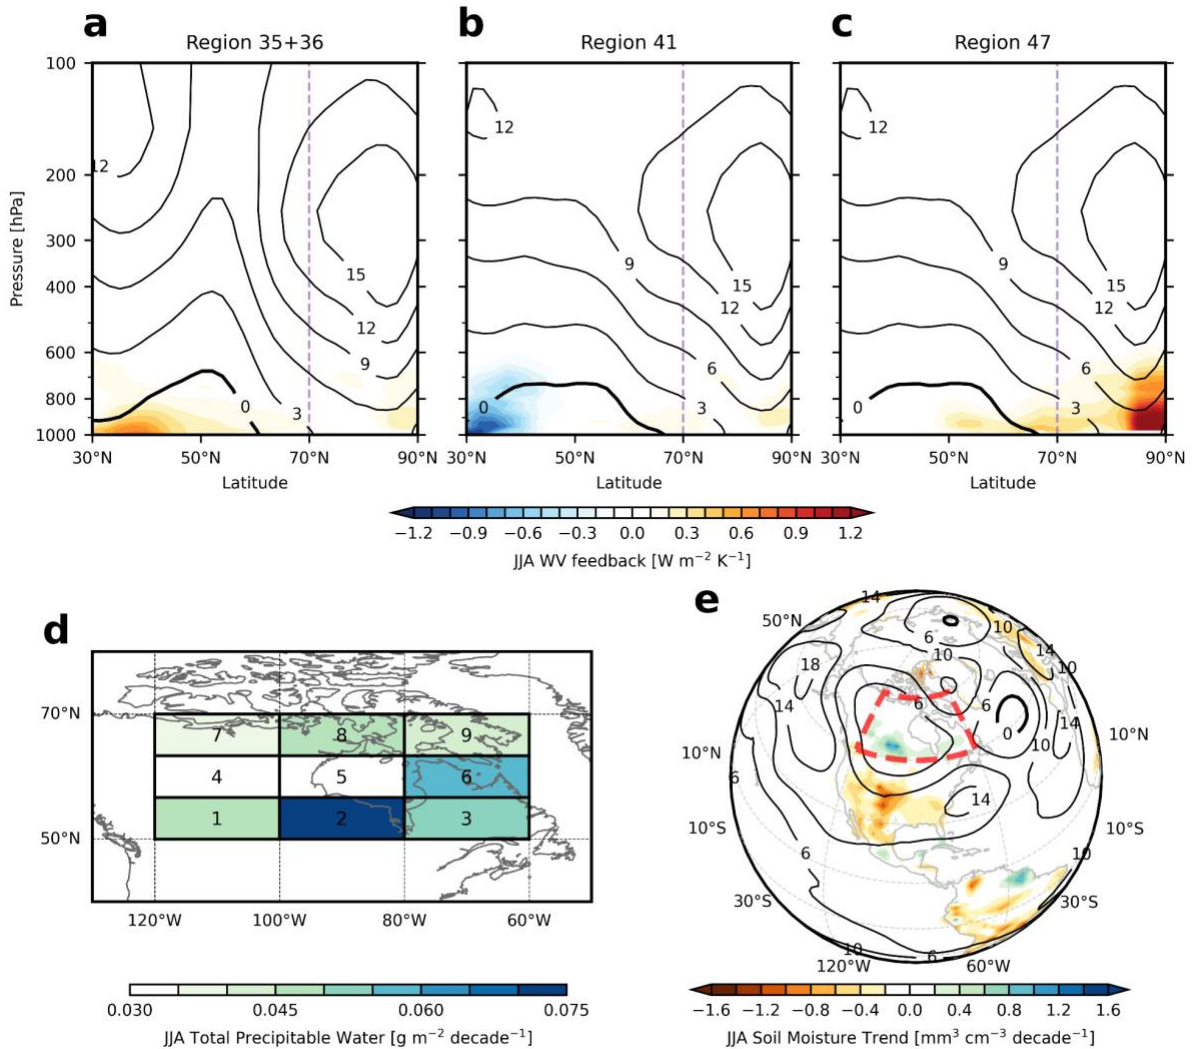 a
b
c
Region 35+36
Region 41
Region 47
100
200
300
400
600
800
1000
Pressure [hPa]
12
15
12
9
0
3
12
9
15
12
6
0
3
12
9
15
12
6
0
3
30°N 50°N 70°N 90°N
30°N 50°N 70°N 90°N
30°N 50°N 70°N 90°N
Latitude
Latitude
Latitude
−1.2 −0.9 −0.6 −0.3 0.0 0.3 0.6 0.9 1.2
JJA WV feedback [W m⁻² K⁻¹]
d
70°N
50°N
7 8 9
4 5 6
1 2 3
120°W 100°W 80°W 60°W
0.030 0.045 0.060 0.075
JJA Total Precipitable Water [g m⁻² decade⁻¹]
e
14
50°N
6
10
10
14
10
18
14
6
6
14
0
10
10°N
10°N
6
14
10°S
10°S
6
10
30°S
30°S
10
6
120°W
60°W
−1.6 −1.2 −0.8 −0.4 0.0 0.4 0.8 1.2 1.6
JJA Soil Moisture Trend [mm³ cm⁻³ decade⁻¹]